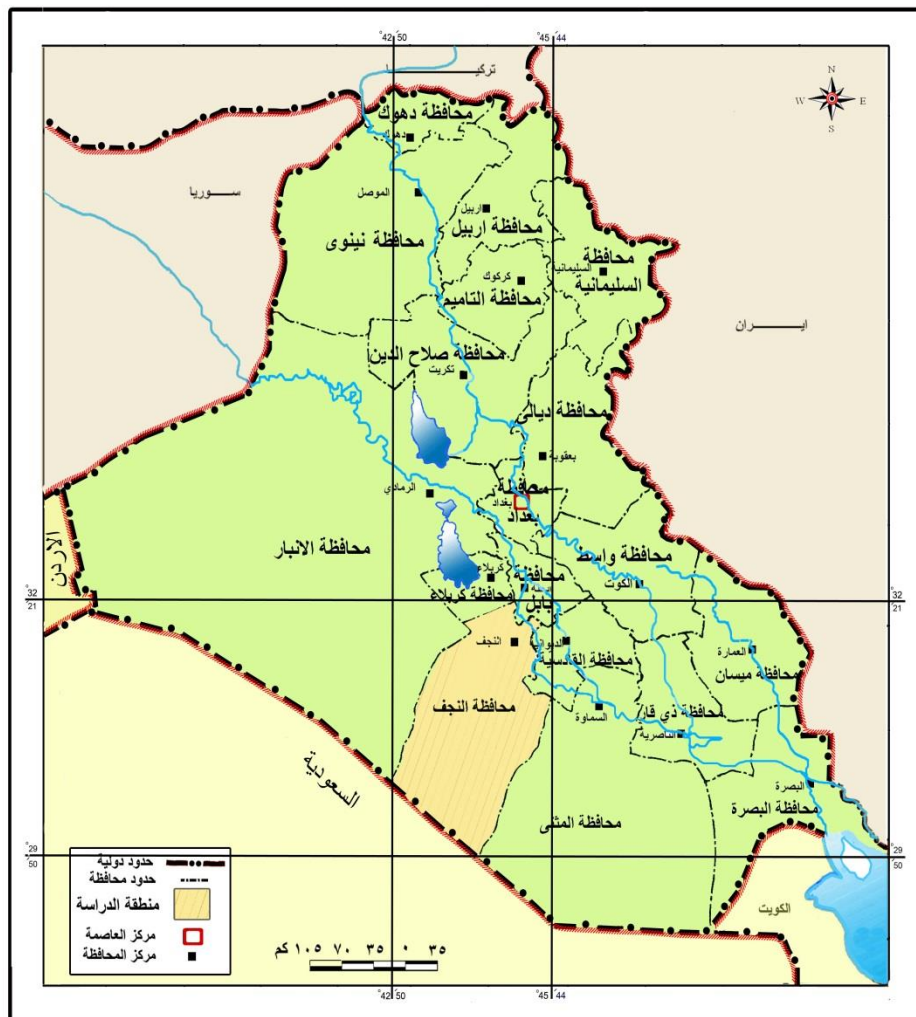 °42 50
°45 44
تركيـــــا
N
W E
S
محافظة دهوك
دهوك
سوريا
الموصل
اربيل
محافظة اربيل
محافظة نينوى
محافظة
السليمانية
السليمانية
كركوك
محافظة التاميم
ايران
محافظة صلاح الدين
تكريت
محافظة ديالى
بعقوبة
الرمادي
محافظة
بغداد
بغداد
الاردن
محافظة الانبار
محافظة واسط
كربلاء
محافظة
بابل
الكوت
محافظة كربلاء
°32
21
°32
21
النجف
الديوانية
محافظة القادسية
العمارة
محافظة ميسان
محافظة النجف
السماوة
محافظة ذي قار
الناصرية
السعودية
البصرة
محافظة البصرة
محافظة المثنى
°29
50
°29
50
الكويت
حدود دولية
حدود محافظة
منطقة الدراسة
مركز العاصمة
مركز المحافظة
٣٥ ٠ ٣٥ ٧٠ ١٠٥ كم
°42 50
°45 44